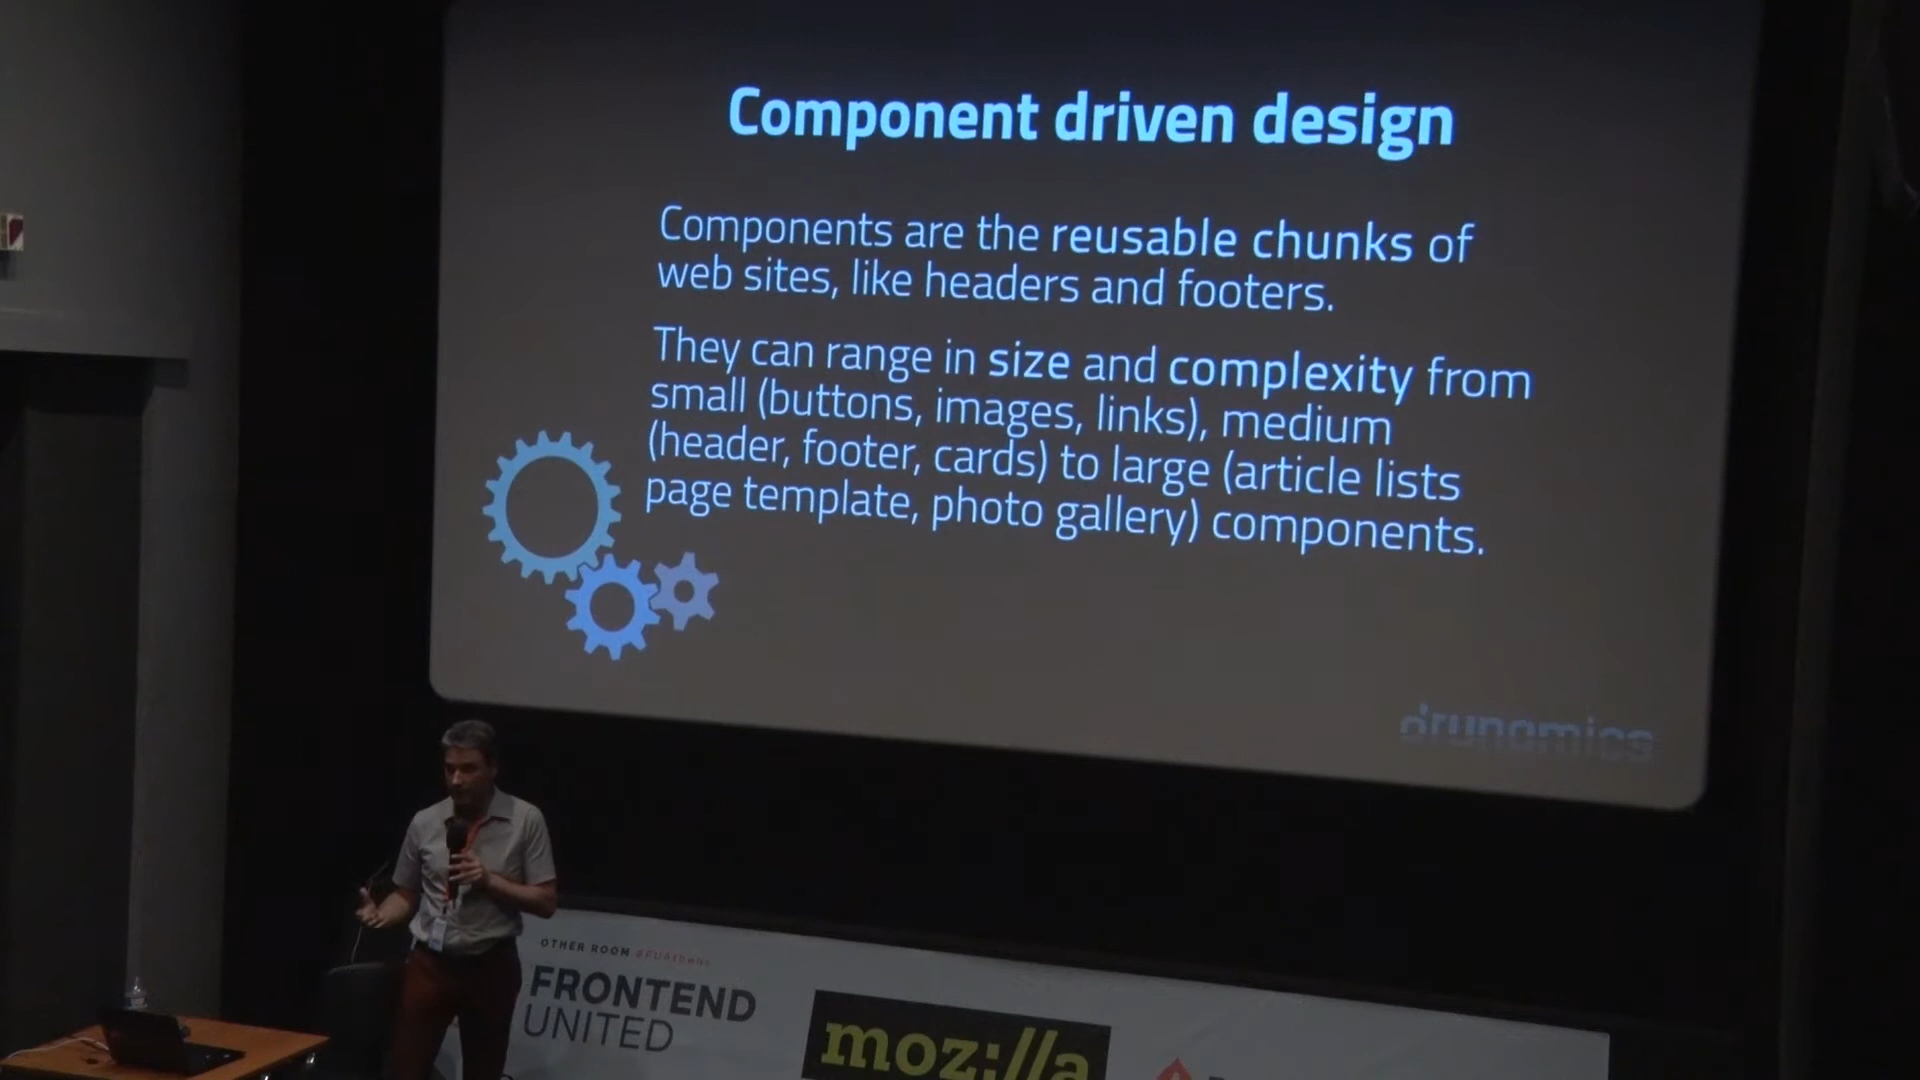 Component driven design
Components are the reusable chunks of
web sites, like headers and footers.
They can range in size and complexity from
small (buttons, images, links), medium
(header, footer, cards) to large (article lists
page template, photo gallery) components.
drunomics
OTHER ROOM
FRONTEND
UNITED
moz://a